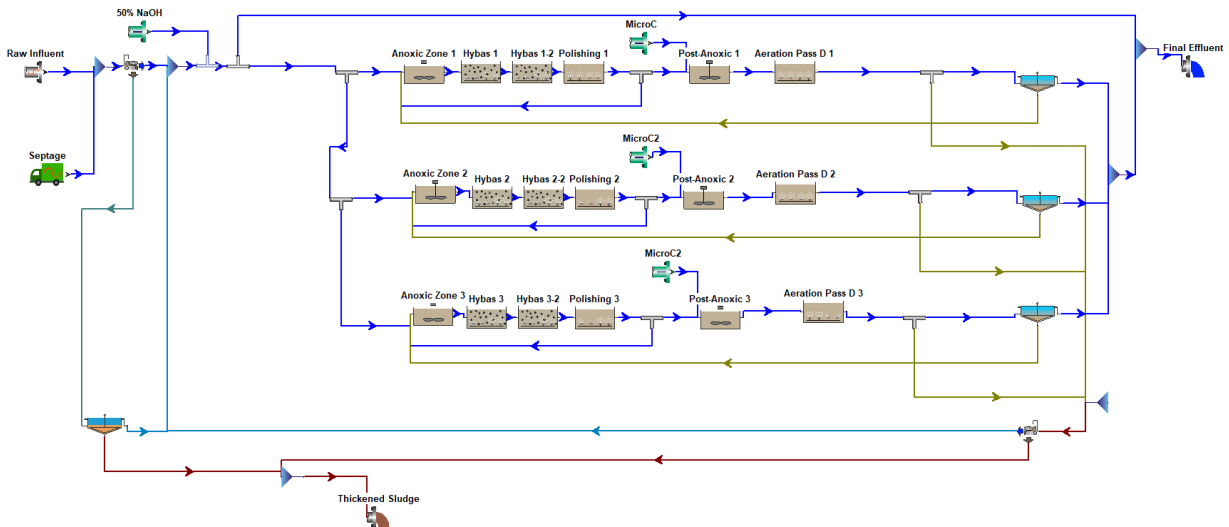 50% NaOH
MicroC
Raw Influent
Anoxic Zone 1
Hybas 1
Hybas 1-2
Polishing 1
Post-Anoxic 1
Aeration Pass D 1
Final Effluent
Septage
MicroC2
Anoxic Zone 2
Hybas 2
Hybas 2-2
Polishing 2
Post-Anoxic 2
Aeration Pass D 2
MicroC2
Anoxic Zone 3
Hybas 3
Hybas 3-2
Polishing 3
Post-Anoxic 3
Aeration Pass D 3
Thickened Sludge